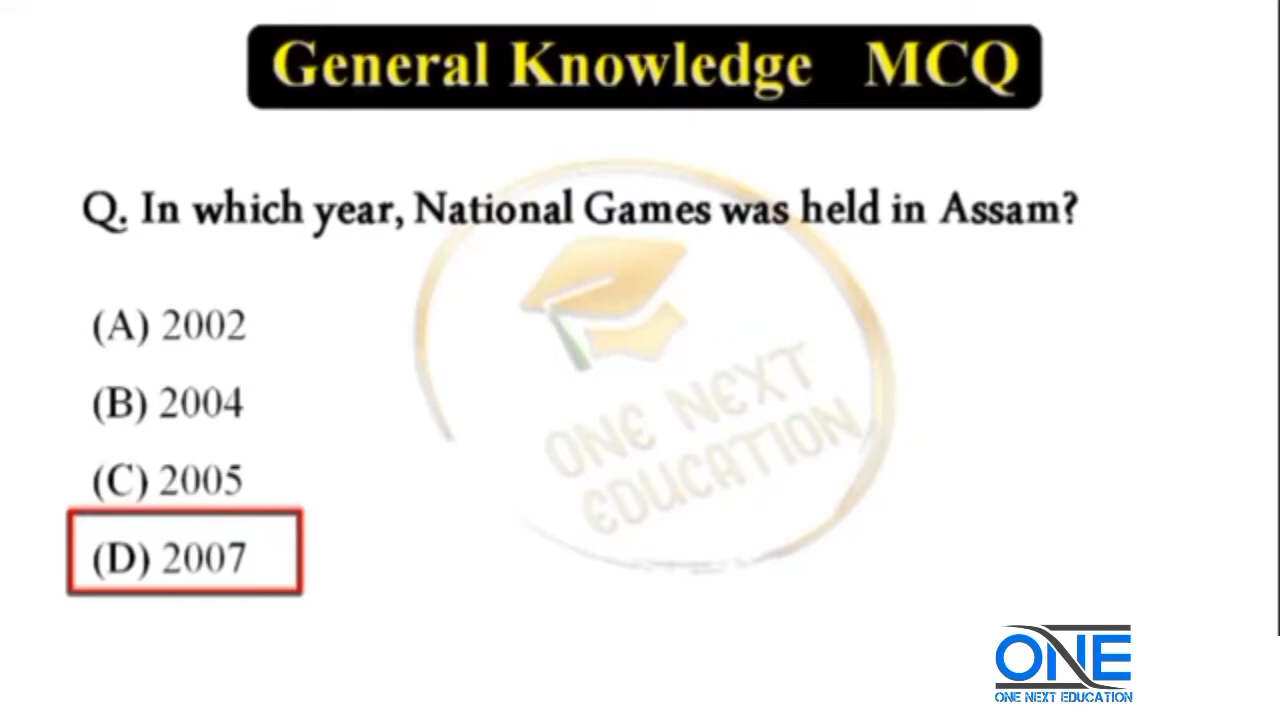 General Knowledge MCQ
Q. In which year, National Games was held in Assam?
(A) 2002
(B) 2004
(C) 2005
(D) 2007
ONE NEXT
EDUCATION
ONE
ONE NEXT EDUCATION